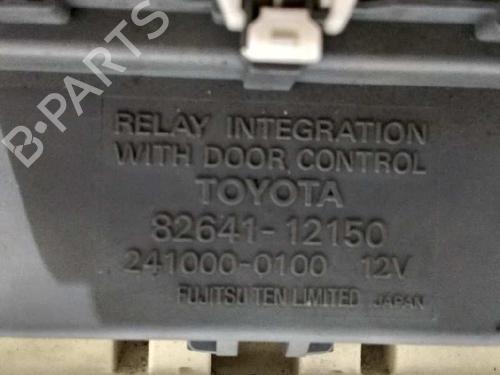 B-PARTS
RELAY INTEGRATION
WITH DOOR CONTROL
TOYOTA
82641-12150
241000-0100 12V
FUJITSU TEN LIMITED JAPAN